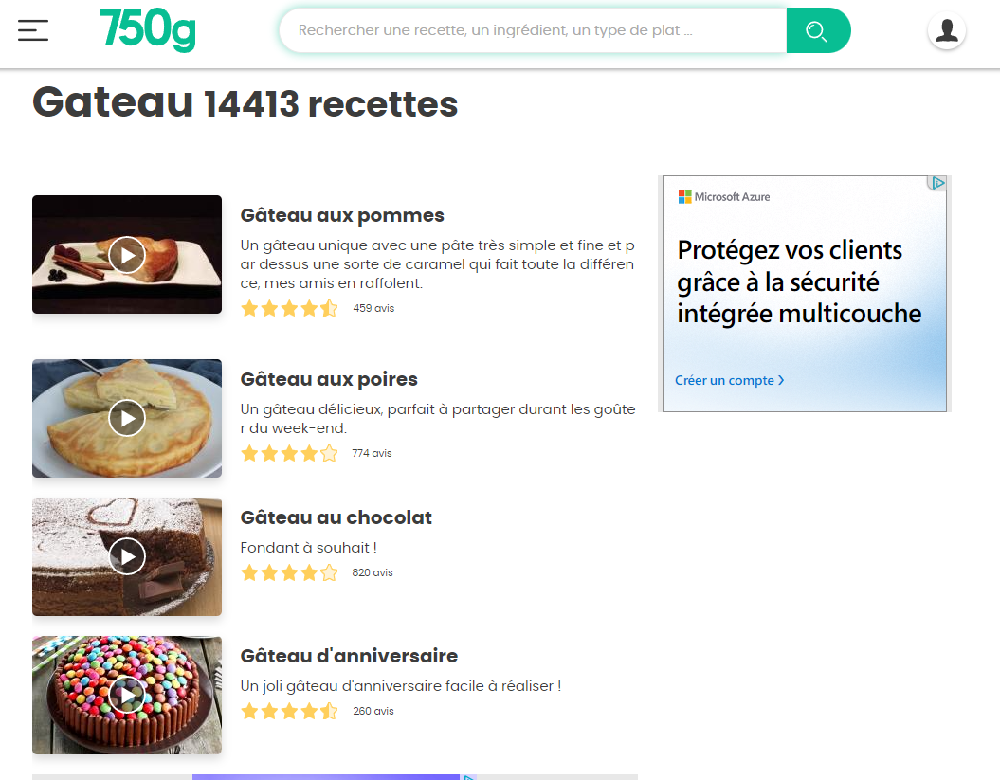 750g
Rechercher une recette, un ingrédient, un type de plat ...
Gateau 14413 recettes
Gâteau aux pommes
Un gâteau unique avec une pâte très simple et fine et p
ar dessus une sorte de caramel qui fait toute la différen
ce, mes amis en raffolent.
459 avis
Gâteau aux poires
Un gâteau délicieux, parfait à partager durant les goûte
r du week-end.
774 avis
Gâteau au chocolat
Fondant à souhait !
820 avis
Gâteau d'anniversaire
Un joli gâteau d'anniversaire facile à réaliser !
260 avis
Microsoft Azure
Protégez vos clients
grâce à la sécurité
intégrée multicouche
Créer un compte